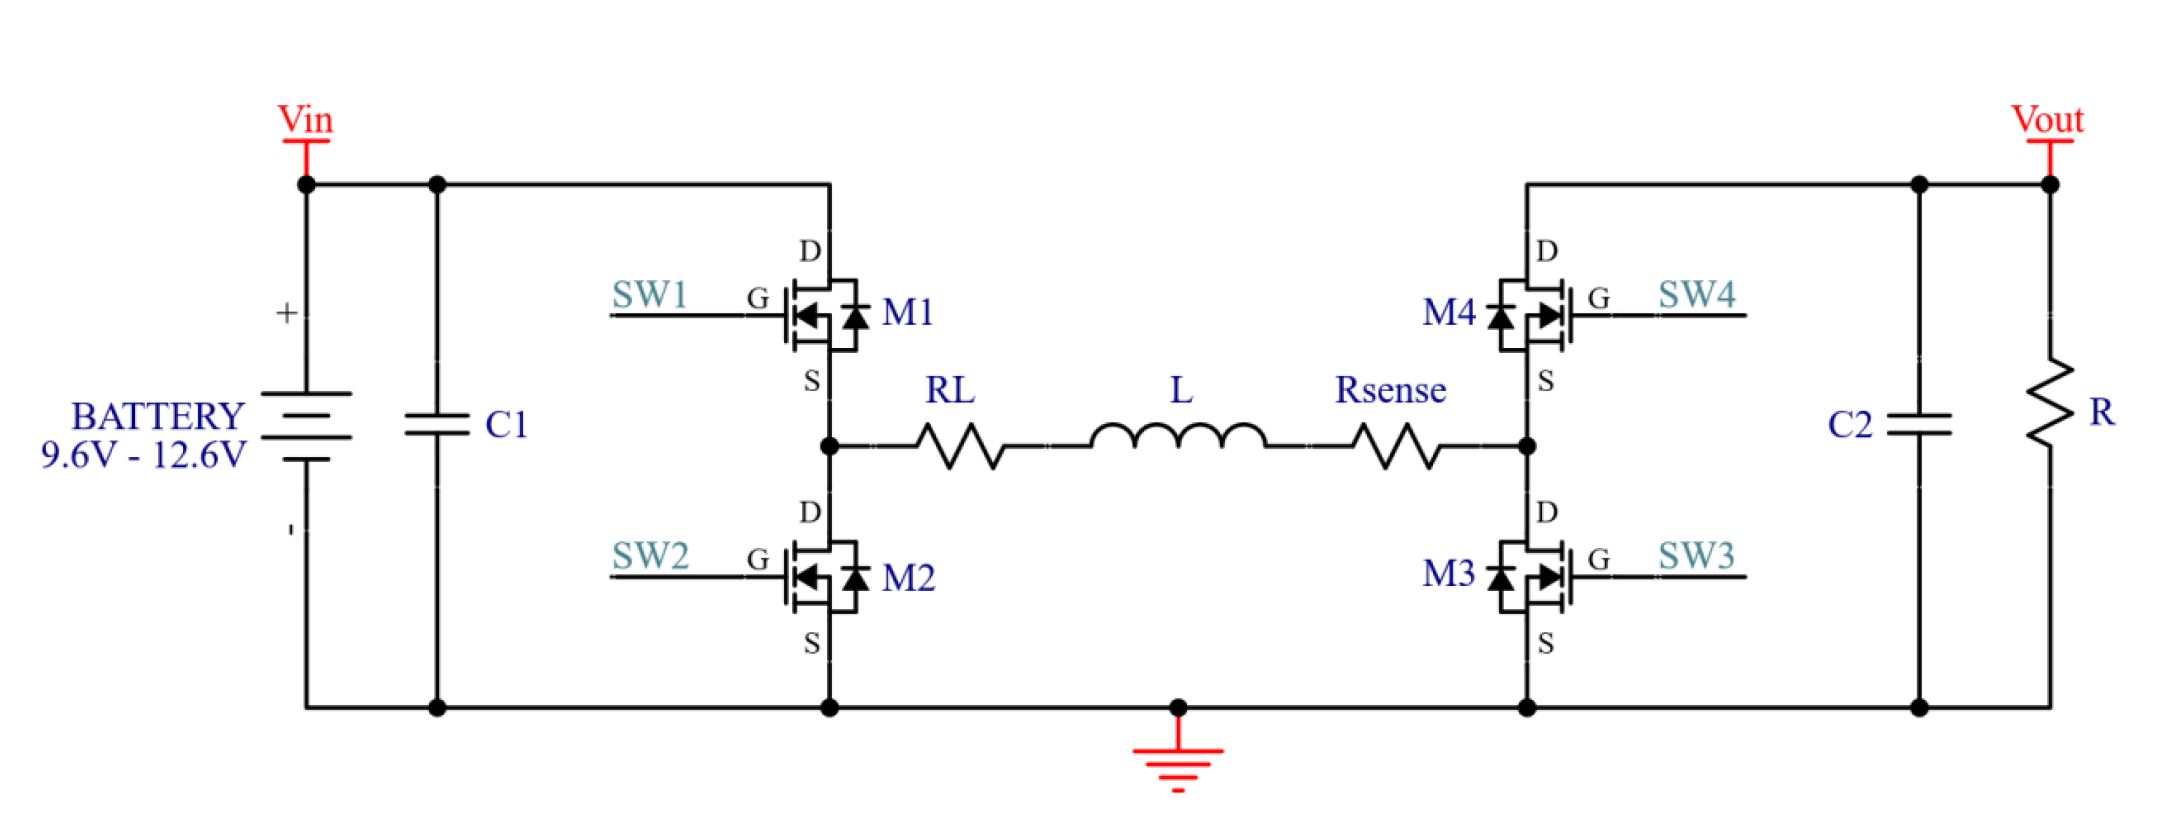 Vin
Vout
D
D
SW1
G
M1
M4
G
SW4
+
S
S
RL
L
Rsense
BATTERY
9.6V - 12.6V
C1
C2
R
D
D
SW2
G
M2
M3
G
SW3
-
S
S